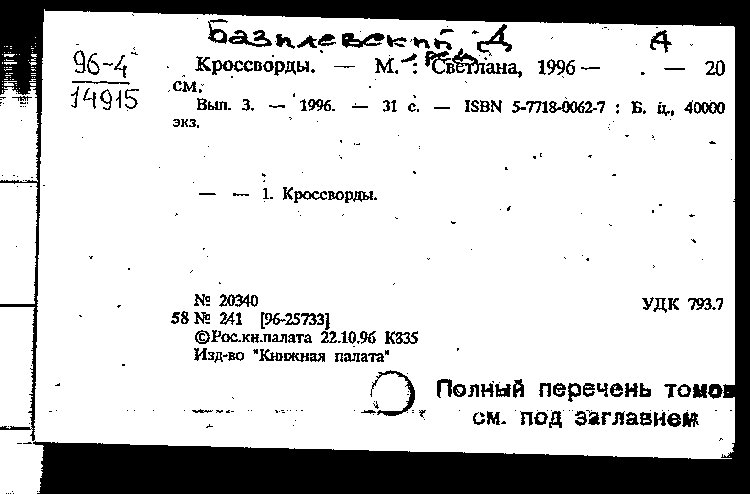 Базилевский Д А
96-4
14915
Кроссворды. — М. : Светлана, 1996 — . — 20
см.
Вып. 3. — 1996. — 31 с. — ISBN 5-7718-0062-7 : Б. ц., 40000
экз.
— — 1. Кроссворды.
№ 20340
УДК 793.7
58 № 241 [96-25733]
©Рос.кн.палата 22.10.96 К335
Изд-во "Книжная палата"
Полный перечень томов
см. под заглавием